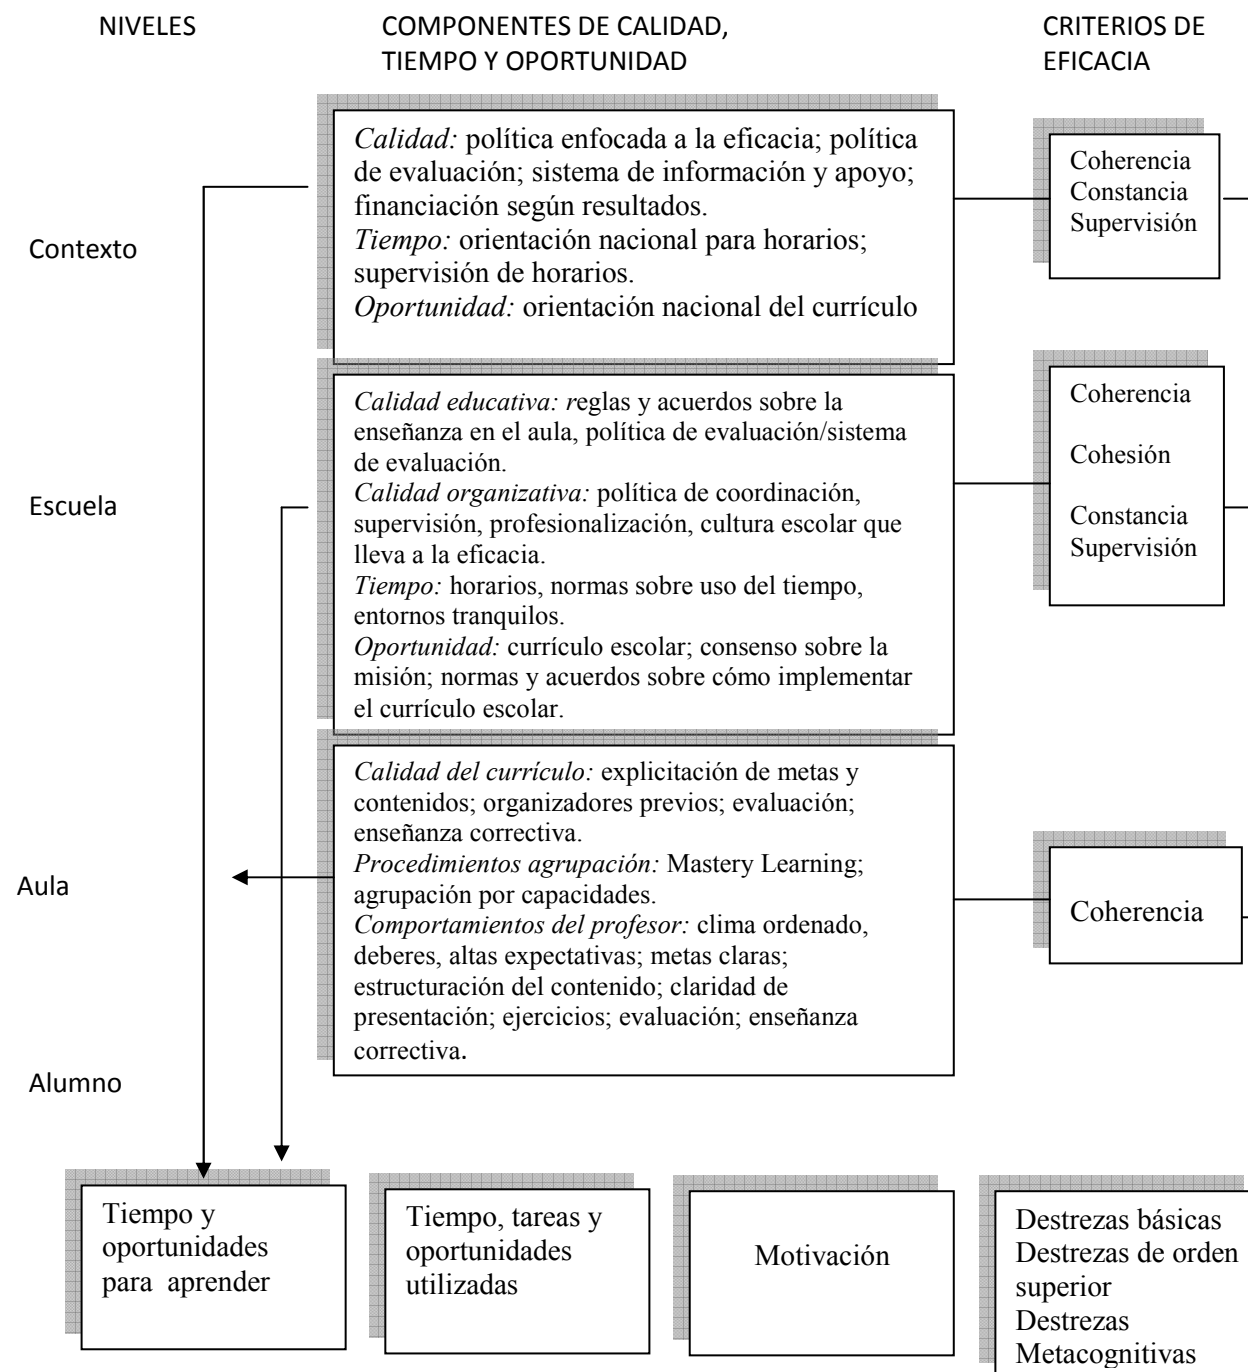 NIVELES
COMPONENTES DE CALIDAD,
TIEMPO Y OPORTUNIDAD
CRITERIOS DE
EFICACIA
Contexto
Calidad: política enfocada a la eficacia; política
de evaluación; sistema de información y apoyo;
financiación según resultados.
Tiempo: orientación nacional para horarios;
supervisión de horarios.
Oportunidad: orientación nacional del currículo
Coherencia
Constancia
Supervisión
Escuela
Calidad educativa: reglas y acuerdos sobre la
enseñanza en el aula, política de evaluación/sistema
de evaluación.
Calidad organizativa: política de coordinación,
supervisión, profesionalización, cultura escolar que
lleva a la eficacia.
Tiempo: horarios, normas sobre uso del tiempo,
entornos tranquilos.
Oportunidad: currículo escolar; consenso sobre la
misión; normas y acuerdos sobre cómo implementar
el currículo escolar.
Coherencia
Cohesión
Constancia
Supervisión
Aula
Calidad del currículo: explicitación de metas y
contenidos; organizadores previos; evaluación;
enseñanza correctiva.
Procedimientos agrupación: Mastery Learning;
agrupación por capacidades.
Comportamientos del profesor: clima ordenado,
deberes, altas expectativas; metas claras;
estructuración del contenido; claridad de
presentación; ejercicios; evaluación; enseñanza
correctiva.
Coherencia
Alumno
Tiempo y
oportunidades
para aprender
Tiempo, tareas y
oportunidades
utilizadas
Motivación
Destrezas básicas
Destrezas de orden
superior
Destrezas
Metacognitivas